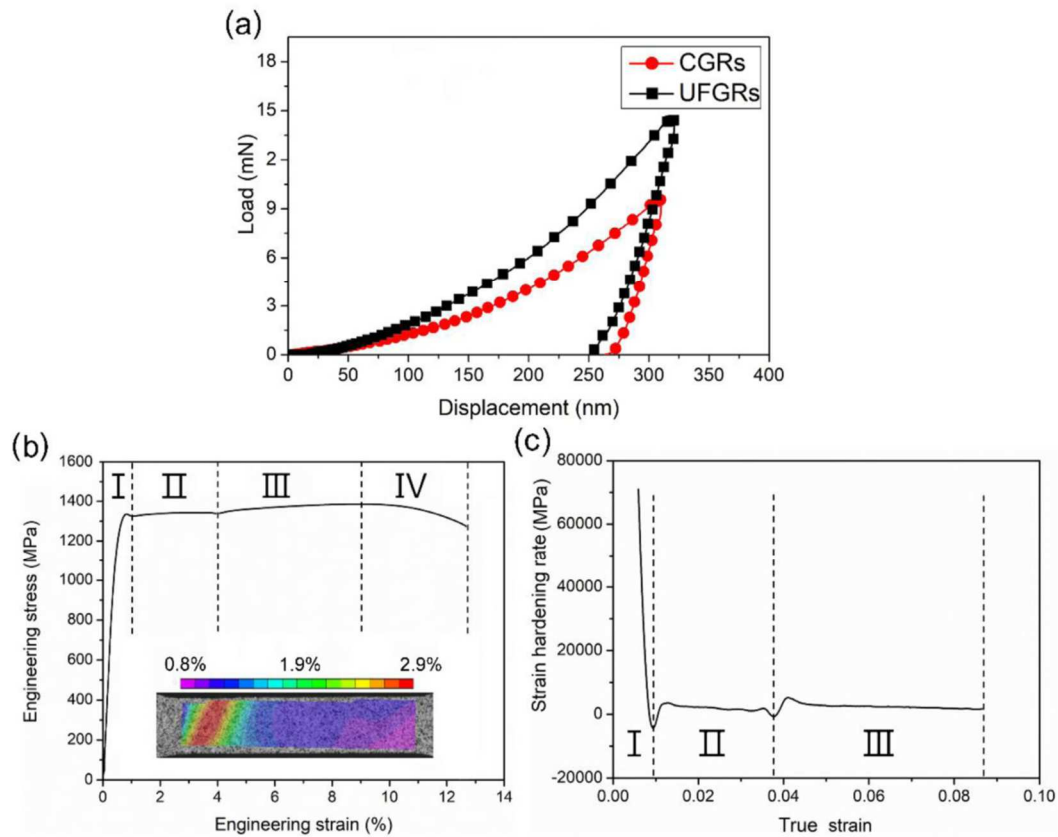 (a)
18
15
2
9
6
3
0
Load (mN)
CGRs
UFGRs
0 50 100 150 200 250 300 350 400
Displacement (nm)
(b)
1600
1400
1200
1000
800
600
400
200
0
Engineering stress (MPa)
I II III IV
0.8% 1.9% 2.9%
0 2 4 6 8 10 12 14
Engineering strain (%)
(c)
80000
60000
40000
20000
0
-20000
Strain hardening rate (MPa)
I II III
0.00 0.02 0.04 0.06 0.08 0.10
True strain